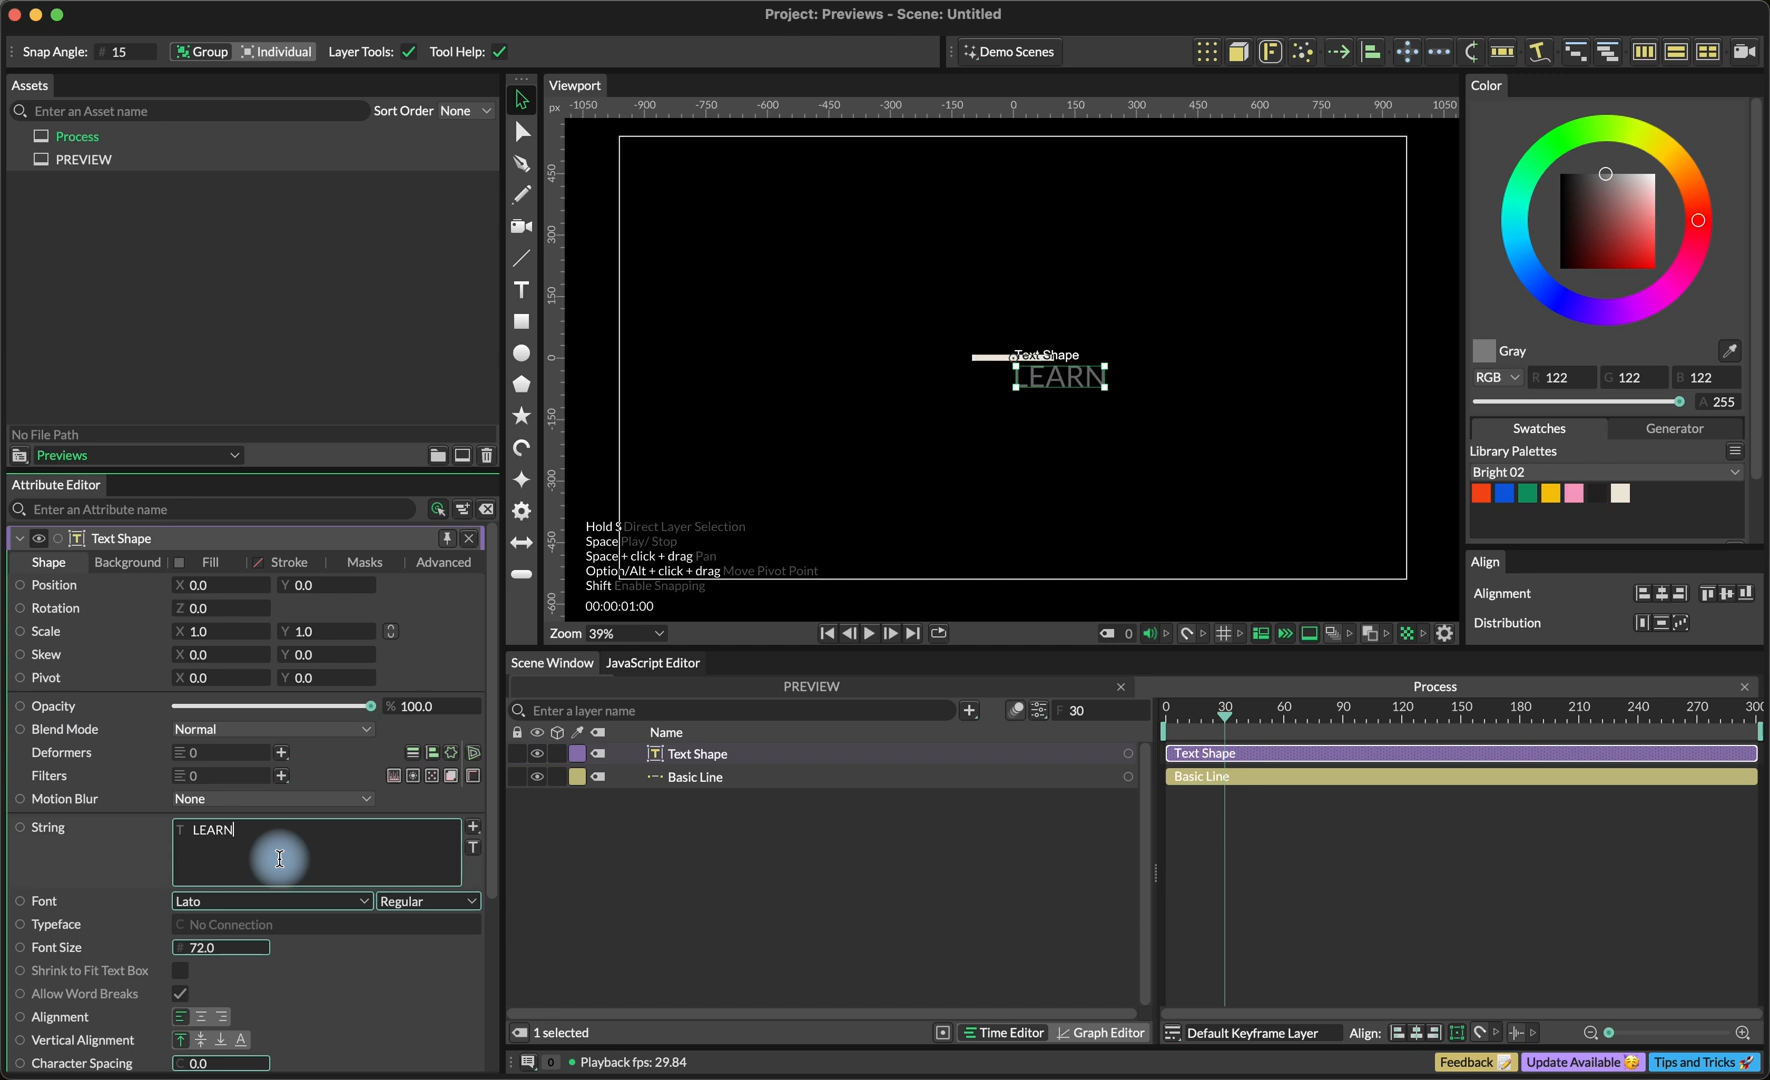 Project: Previews - Scene: Untitled
Snap Angle: # 15 Group Individual Layer Tools: Tool Help: Demo Scenes
Assets
Enter an Asset name Sort Order None
Process
PREVIEW
No File Path
Previews
Attribute Editor
Enter an Attribute name
Text Shape
Shape Background Fill Stroke Masks Advanced
Position X 0.0 Y 0.0
Rotation Z 0.0
Scale X 1.0 Y 1.0
Skew X 0.0 Y 0.0
Pivot X 0.0 Y 0.0
Opacity % 100.0
Blend Mode Normal
Deformers 0
Filters 0
Motion Blur None
String T LEARN
Font Lato Regular
Typeface C No Connection
Font Size # 72.0
Shrink to Fit Text Box
Allow Word Breaks
Alignment
Vertical Alignment
Character Spacing C 0.0
Viewport
px -1050 -900 -750 -600 -450 -300 -150 0 150 300 450 600 750 900 1050
450
300
150
0
-150
-300
-450
-600
Text Shape
LEARN
Hold S Direct Layer Selection
Space Play/ Stop
Space + click + drag Pan
Option/Alt + click + drag Move Pivot Point
Shift Enable Snapping
00:00:01:00
Zoom 39% 0
Scene Window JavaScript Editor
PREVIEW Process
Enter a layer name F 30
0 30 60 90 120 150 180 210 240 270 300
Name
Text Shape Text Shape
Basic Line Basic Line
1 selected Time Editor Graph Editor Default Keyframe Layer Align:
0 Playback fps: 29.84 Feedback Update Available Tips and Tricks
Color
Gray
RGB R 122 G 122 B 122
A 255
Swatches Generator
Library Palettes
Bright 02
Align
Alignment
Distribution